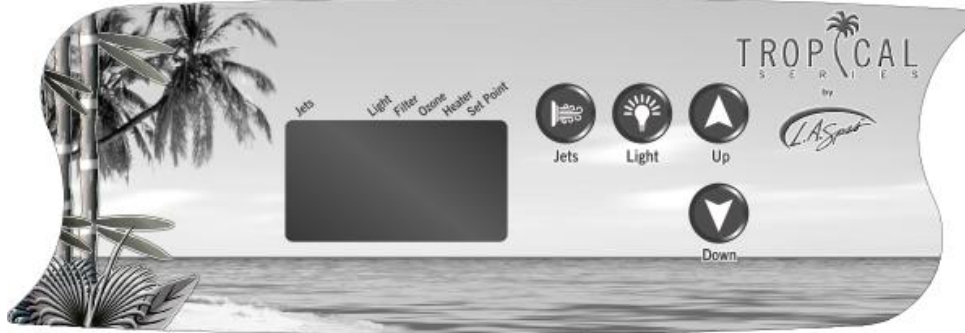 TROPICAL
SERIES
by
L.A. Spas
Jets
Light
Filter
Ozone
Heater
Set Point
Jets
Light
Up
Down